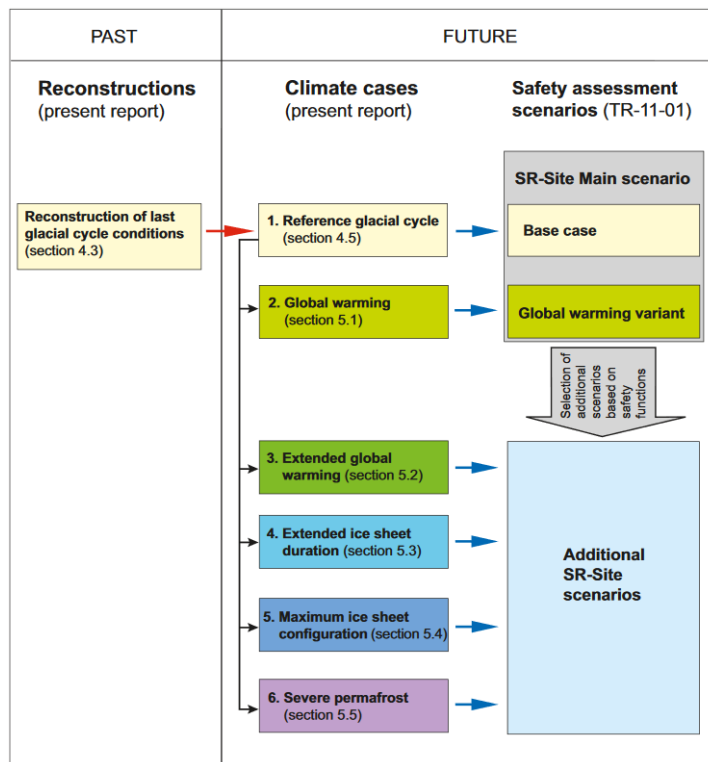 PAST
FUTURE
Reconstructions
(present report)
Climate cases
(present report)
Safety assessment
scenarios (TR-11-01)
SR-Site Main scenario
Reconstruction of last
glacial cycle conditions
(section 4.3)
1. Reference glacial cycle
(section 4.5)
Base case
2. Global warming
(section 5.1)
Global warming variant
Selection of
additional
scenarios
based on
safety
functions
3. Extended global
warming (section 5.2)
4. Extended ice sheet
duration (section 5.3)
5. Maximum ice sheet
configuration (section 5.4)
6. Severe permafrost
(section 5.5)
Additional
SR-Site
scenarios